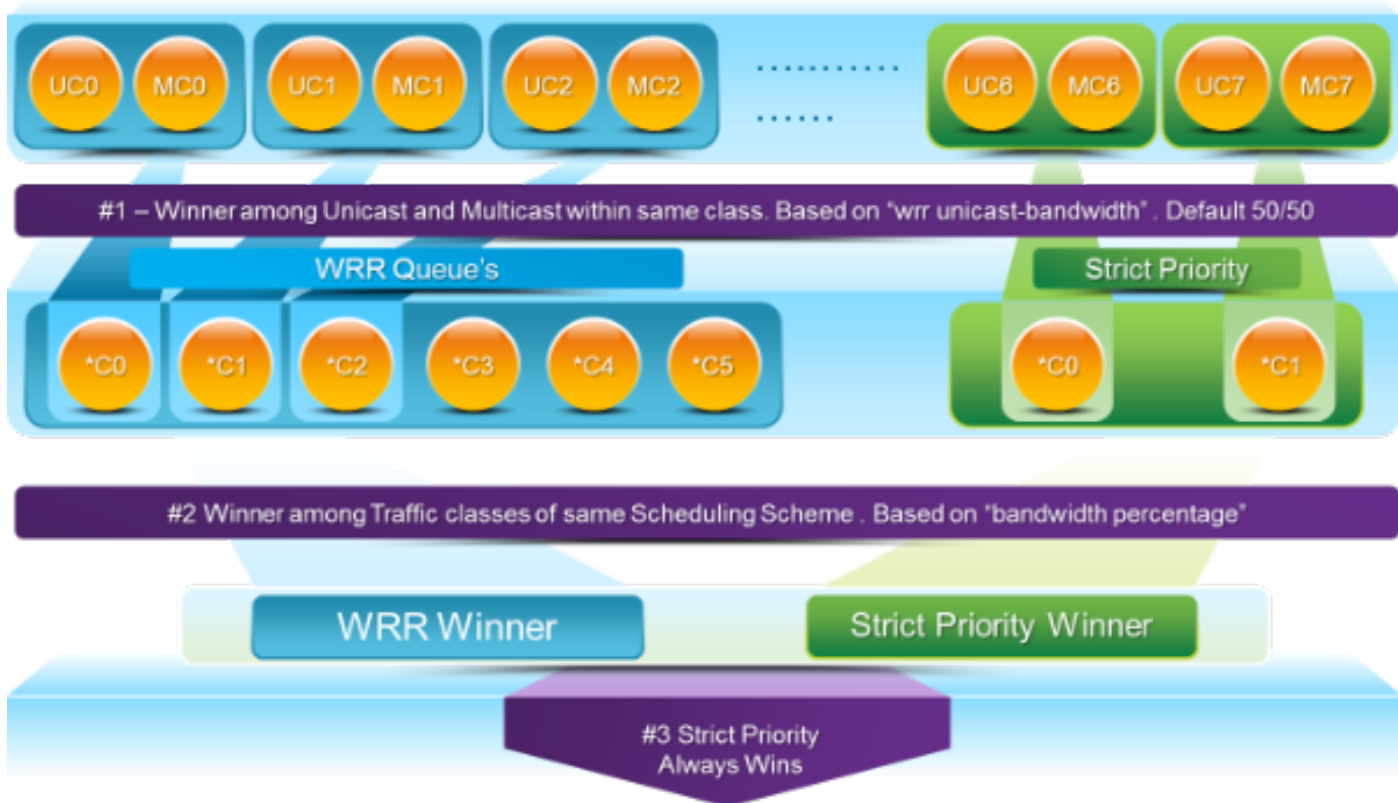 UC0 MC0 UC1 MC1 UC2 MC2 ............ UC6 MC6 UC7 MC7
......
#1 – Winner among Unicast and Multicast within same class. Based on “wrr unicast-bandwidth” . Default 50/50
WRR Queue's Strict Priority
*C0 *C1 *C2 *C3 *C4 *C5 *C0 *C1
#2 Winner among Traffic classes of same Scheduling Scheme . Based on “bandwidth percentage”
WRR Winner Strict Priority Winner
#3 Strict Priority
Always Wins